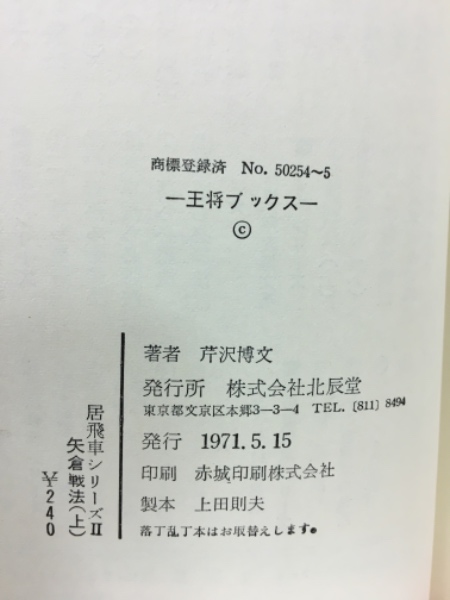 商標登録済 No. 50254〜5
―王将ブックス―
©
著者 芹沢博文
発行所 株式会社北辰堂
東京都文京区本郷3―3―4 TEL. (811) 8494
発行 1971. 5. 15
印刷 赤城印刷株式会社
製本 上田則夫
落丁乱丁本はお取替えします。
居飛車シリーズⅡ
矢倉戦法(上)
¥240